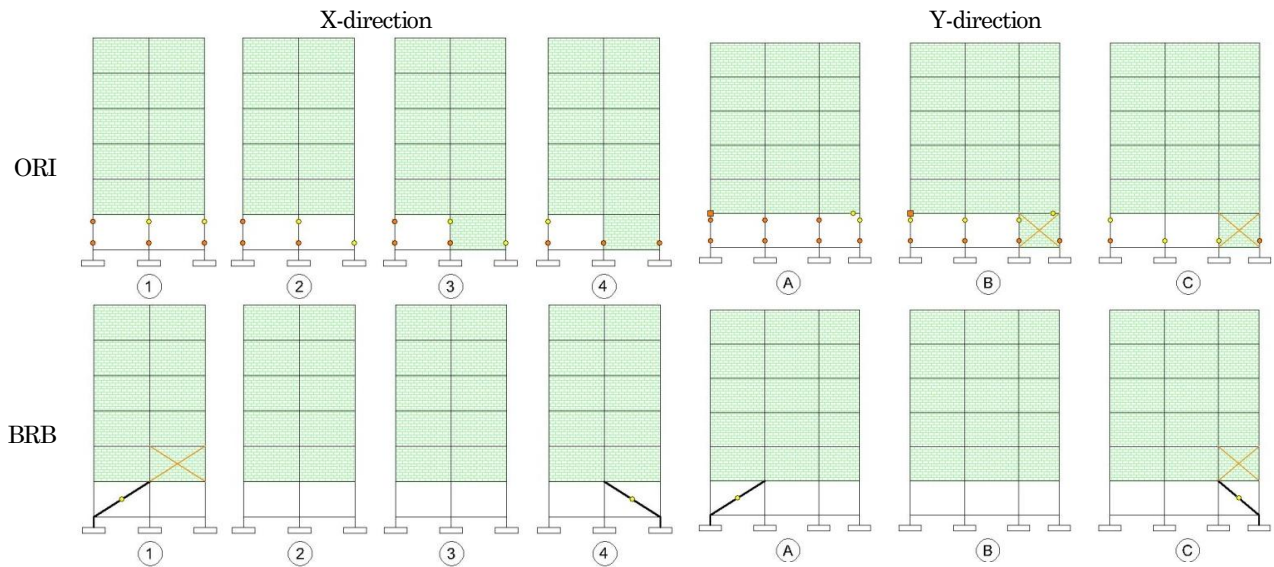 X-direction
Y-direction
ORI
1 2 3 4 A B C
BRB
1 2 3 4 A B C